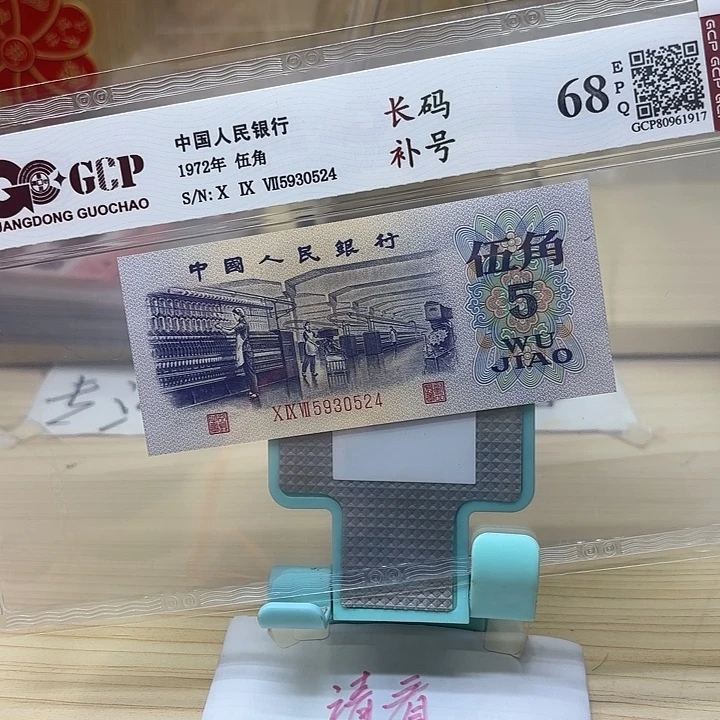 GCP
GUANGDONG GUOCHAO
中国人民银行
1972年 伍角
S/N: X IX VII5930524
长码
补号
68
EPQ
GCP80961917
中國人民銀行
伍角
5
WU
JIAO
X IX VII 5930524
请看